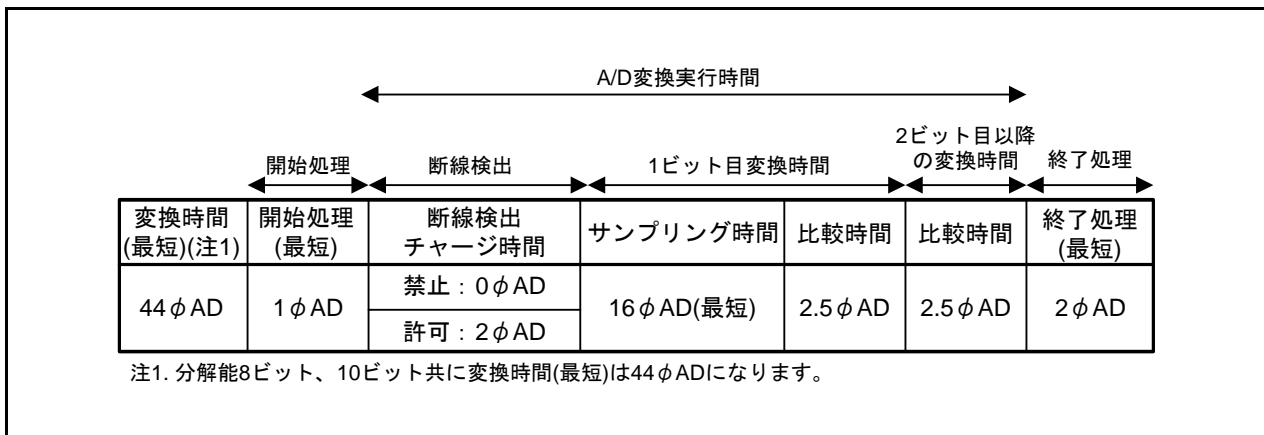 A/D変換実行時間
開始処理
断線検出
1ビット目変換時間
2ビット目以降
の変換時間
終了処理
変換時間
(最短)(注1)
開始処理
(最短)
断線検出
チャージ時間
サンプリング時間
比較時間
比較時間
終了処理
(最短)
44φAD
1φAD
禁止：0φAD
許可：2φAD
16φAD(最短)
2.5φAD
2.5φAD
2φAD
注1. 分解能8ビット、10ビット共に変換時間(最短)は44φADになります。